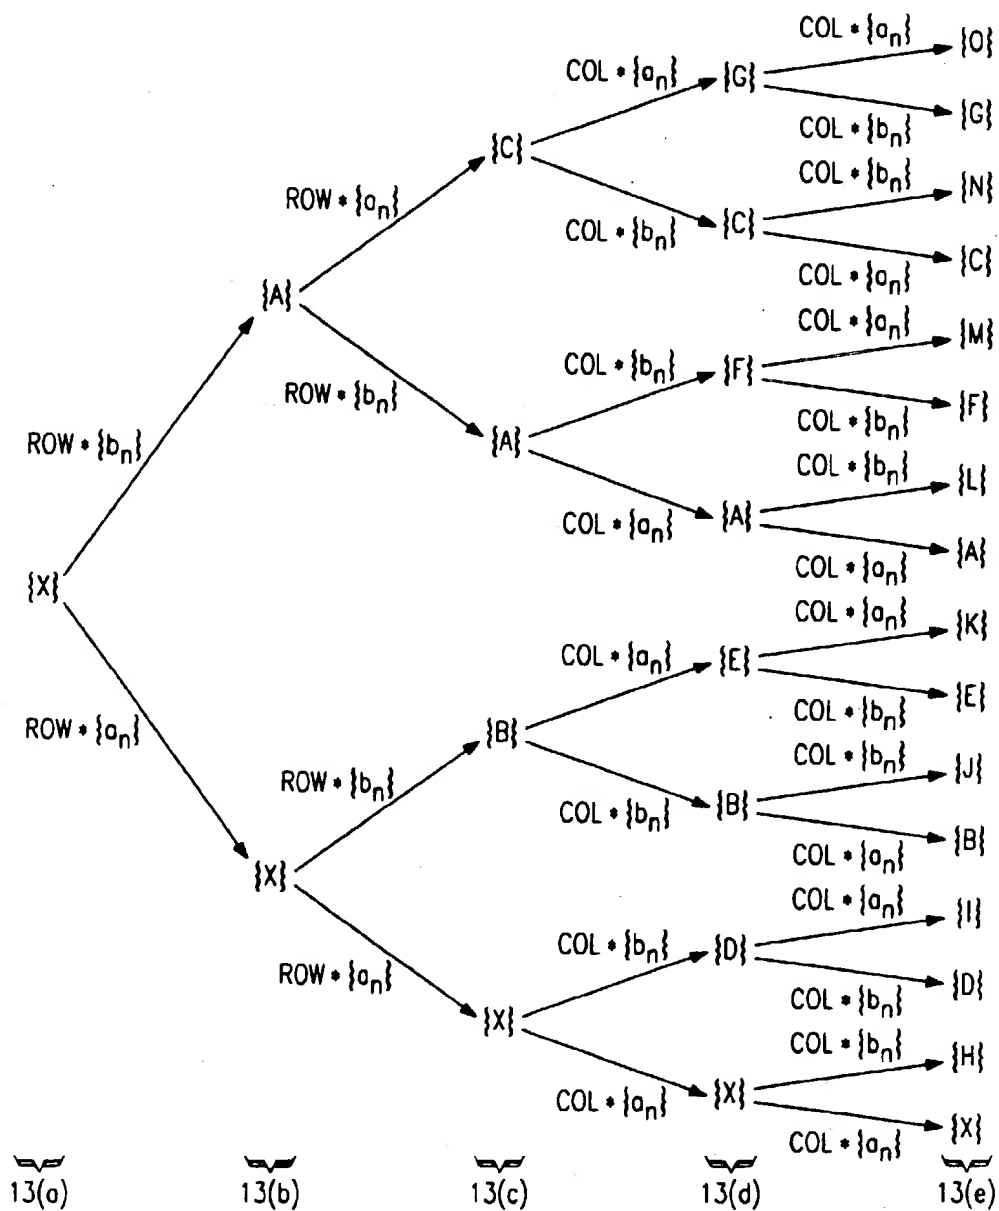 COL * {a_n}
{O}
COL * {a_n}
{G}
{G}
COL * {b_n}
{C}
COL * {b_n}
{N}
ROW * {a_n}
COL * {b_n}
{C}
{C}
COL * {a_n}
{A}
COL * {a_n}
{M}
COL * {b_n}
{F}
ROW * {b_n}
{F}
COL * {b_n}
ROW * {b_n}
{A}
COL * {b_n}
{L}
COL * {a_n}
{A}
{A}
COL * {a_n}
{X}
COL * {a_n}
{K}
COL * {a_n}
{E}
{E}
COL * {b_n}
ROW * {a_n}
{B}
COL * {b_n}
{J}
ROW * {b_n}
COL * {b_n}
{B}
{B}
COL * {a_n}
{X}
COL * {a_n}
{I}
COL * {b_n}
{D}
ROW * {a_n}
{D}
COL * {b_n}
{X}
COL * {b_n}
{H}
COL * {a_n}
{X}
{X}
COL * {a_n}
13(a) 13(b) 13(c) 13(d) 13(e)